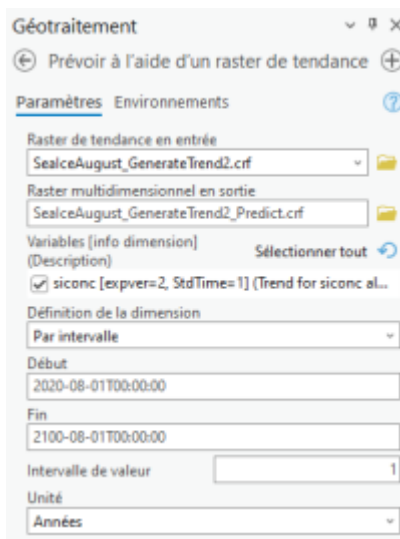 Géotraitement
Prévoir à l'aide d'un raster de tendance
Paramètres Environnements
Raster de tendance en entrée
SeaIceAugust_GenerateTrend2.crf
Raster multidimensionnel en sortie
SeaIceAugust_GenerateTrend2_Predict.crf
Variables [info dimension]
(Description)
Sélectionner tout
siconc [expver=2, StdTime=1] (Trend for siconc al...
Définition de la dimension
Par intervalle
Début
2020-08-01T00:00:00
Fin
2100-08-01T00:00:00
Intervalle de valeur 1
Unité
Années